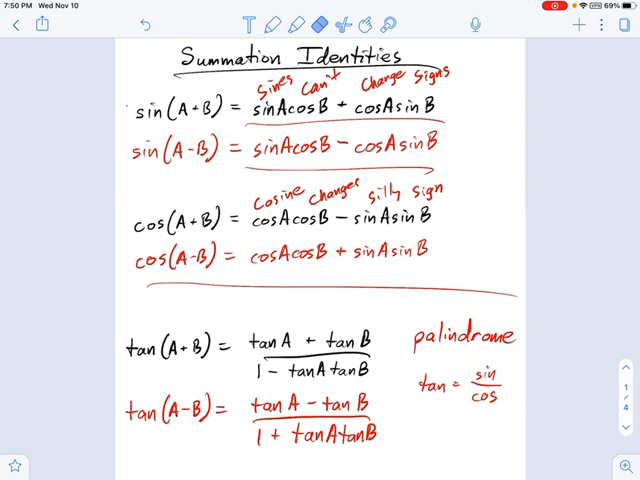 7:50 PM Wed Nov 10
89%
Summation Identities
Sines Can't Change Signs
sin(A+B) = sinAcosB + cosAsinB
sin(A-B) = sinAcosB - cosAsinB
Cosine Changes silly sign
cos(A+B) = cosAcosB - sinAsinB
cos(A-B) = cosAcosB + sinAsinB
tan(A+B) = tanA + tanB
1 - tanAtanB
palindrome
tan = sin
cos
tan(A-B) = tanA - tanB
1 + tanAtanB
1
/
4